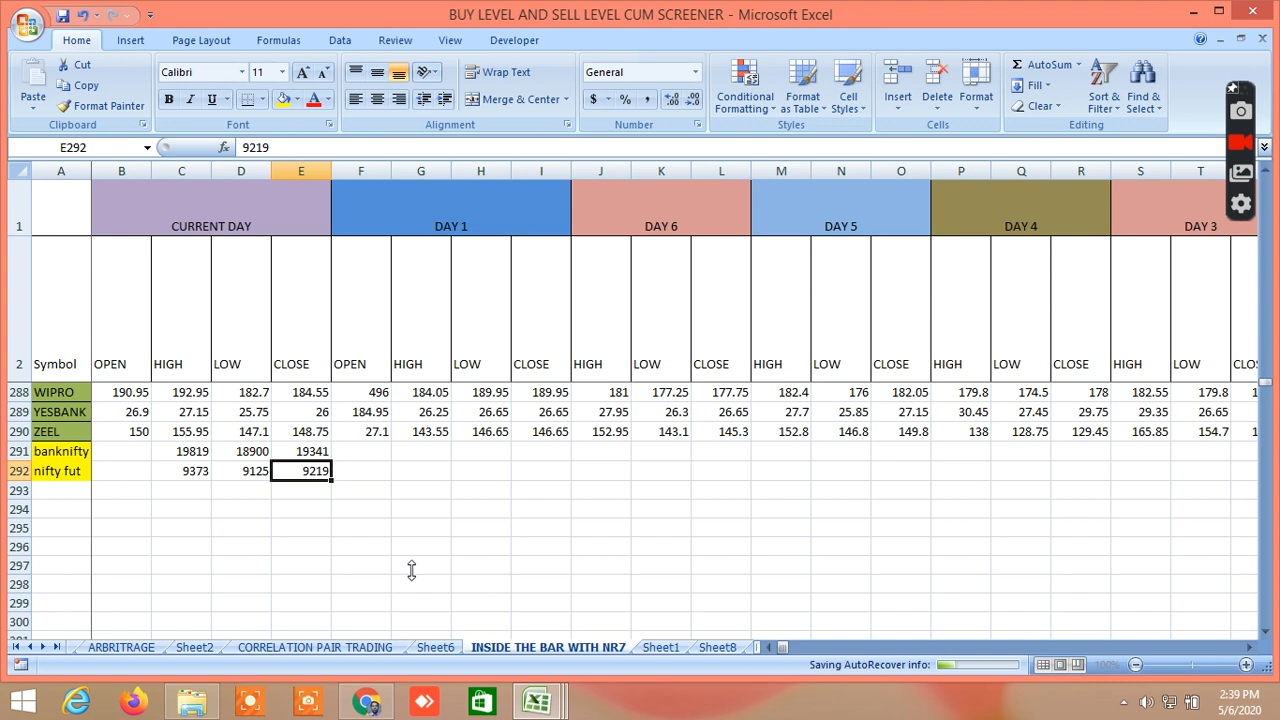 BUY LEVEL AND SELL LEVEL CUM SCREENER - Microsoft Excel
Home Insert Page Layout Formulas Data Review View Developer
Paste Cut Copy Format Painter Clipboard
Calibri 11 B I U A A A Font
Wrap Text Merge & Center Alignment
General $ % , Number
Conditional Formatting Format as Table Cell Styles Styles
Insert Delete Format Cells
Σ AutoSum Fill Clear Sort & Filter Find & Select Editing
E292 fx 9219
A B C D E F G H I J K L M N O P Q R S T
1 CURRENT DAY DAY 1 DAY 6 DAY 5 DAY 4 DAY 3
2 Symbol OPEN HIGH LOW CLOSE OPEN HIGH LOW CLOSE HIGH LOW CLOSE HIGH LOW CLOSE HIGH LOW CLOSE HIGH LOW CLO
288 WIPRO 190.95 192.95 182.7 184.55 496 184.05 189.95 189.95 181 177.25 177.75 182.4 176 182.05 179.8 174.5 178 182.55 179.8 1
289 YESBANK 26.9 27.15 25.75 26 184.95 26.25 26.65 26.65 27.95 26.3 26.65 27.7 25.85 27.15 30.45 27.45 29.75 29.35 26.65
290 ZEEL 150 155.95 147.1 148.75 27.1 143.55 146.65 146.65 152.95 143.1 145 152.8 146.8 149.8 138 128.75 129.45 165.85 154.7 1
291 banknifty 19819 18900 19341
292 nifty fut 9373 9125 9219
293
294
295
296
297
298
299
300
ARBRITRAGE Sheet2 CORRELATION PAIR TRADING Sheet6 INSIDE THE BAR WITH NR7 Sheet1 Sheet8
Saving AutoRecover info: 100%
2:39 PM
5/6/2020